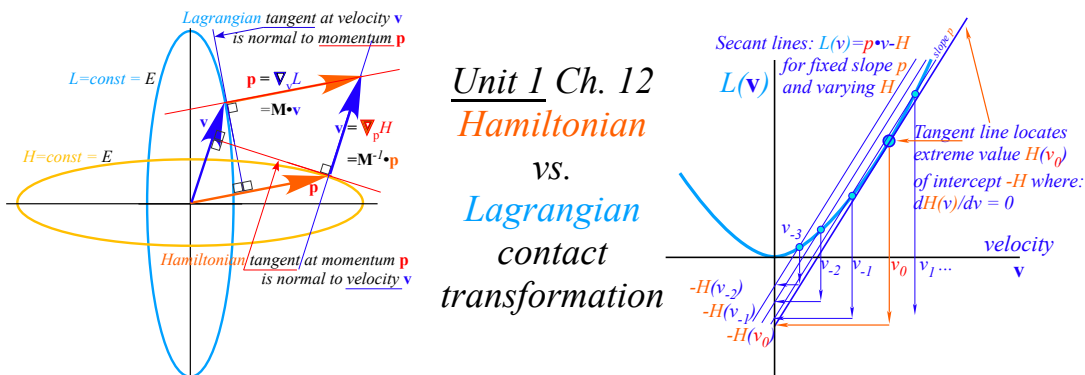 Lagrangian tangent at velocity v
is normal to momentum p
L=const = E
p = ∇vL
=M•v
v
v = ∇pH
=M-1•p
H=const = E
p
Hamiltonian tangent at momentum p
is normal to velocity v
Unit 1 Ch. 12
Hamiltonian
vs.
Lagrangian
contact
transformation
Secant lines: L(v)=p•v-H
for fixed slope p
and varying H
slope p
L(v)
Tangent line locates
extreme value H(v0)
of intercept -H where:
dH(v)/dv = 0
velocity
v
v-3
v-2
v-1
v0
v1 ...
-H(v-2)
-H(v-1)
-H(v0)